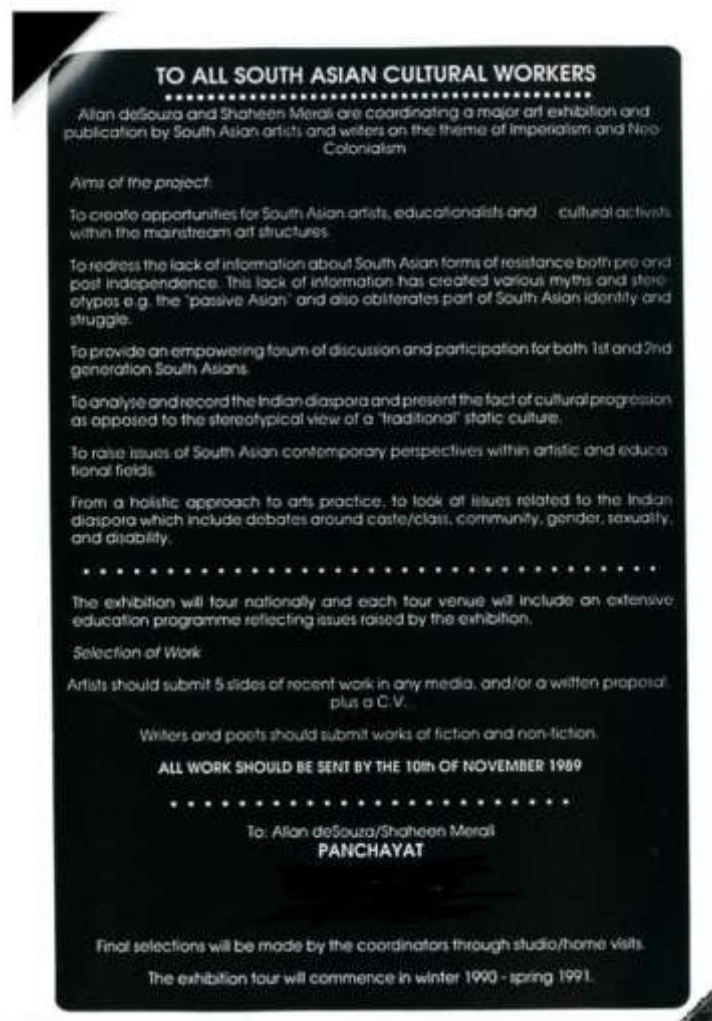 TO ALL SOUTH ASIAN CULTURAL WORKERS
Allan deSouza and Shaheen Merali are coordinating a major art exhibition and
publication by South Asian artists and writers on the theme of Imperialism and Neo
Colonialism
Aims of the project:
To create opportunities for South Asian artists, educationalists and cultural activists
within the mainstream art structures.
To redress the lack of information about South Asian forms of resistance both pre and
post independence. This lack of information has created various myths and stere-
otypes e.g. the "passive Asian" and also obliterates part of South Asian identity and
struggle.
To provide an empowering forum of discussion and participation for both 1st and 2nd
generation South Asians.
To analyse and record the Indian diaspora and present the fact of cultural progression
as opposed to the stereotypical view of a "traditional" static culture.
To raise issues of South Asian contemporary perspectives within artistic and educa
tional fields.
From a holistic approach to arts practice, to look at issues related to the Indian
diaspora which include debates around caste/class, community, gender, sexuality,
and disability.
The exhibition will tour nationally and each tour venue will include an extensive
education programme reflecting issues raised by the exhibition.
Selection of Work
Artists should submit 5 slides of recent work in any media, and/or a written proposal,
plus a C.V.
Writers and poets should submit works of fiction and non-fiction.
ALL WORK SHOULD BE SENT BY THE 10th OF NOVEMBER 1989
To: Allan deSouza/Shaheen Merali
PANCHAYAT
Final selections will be made by the coordinators through studio/home visits.
The exhibition tour will commence in winter 1990 - spring 1991.